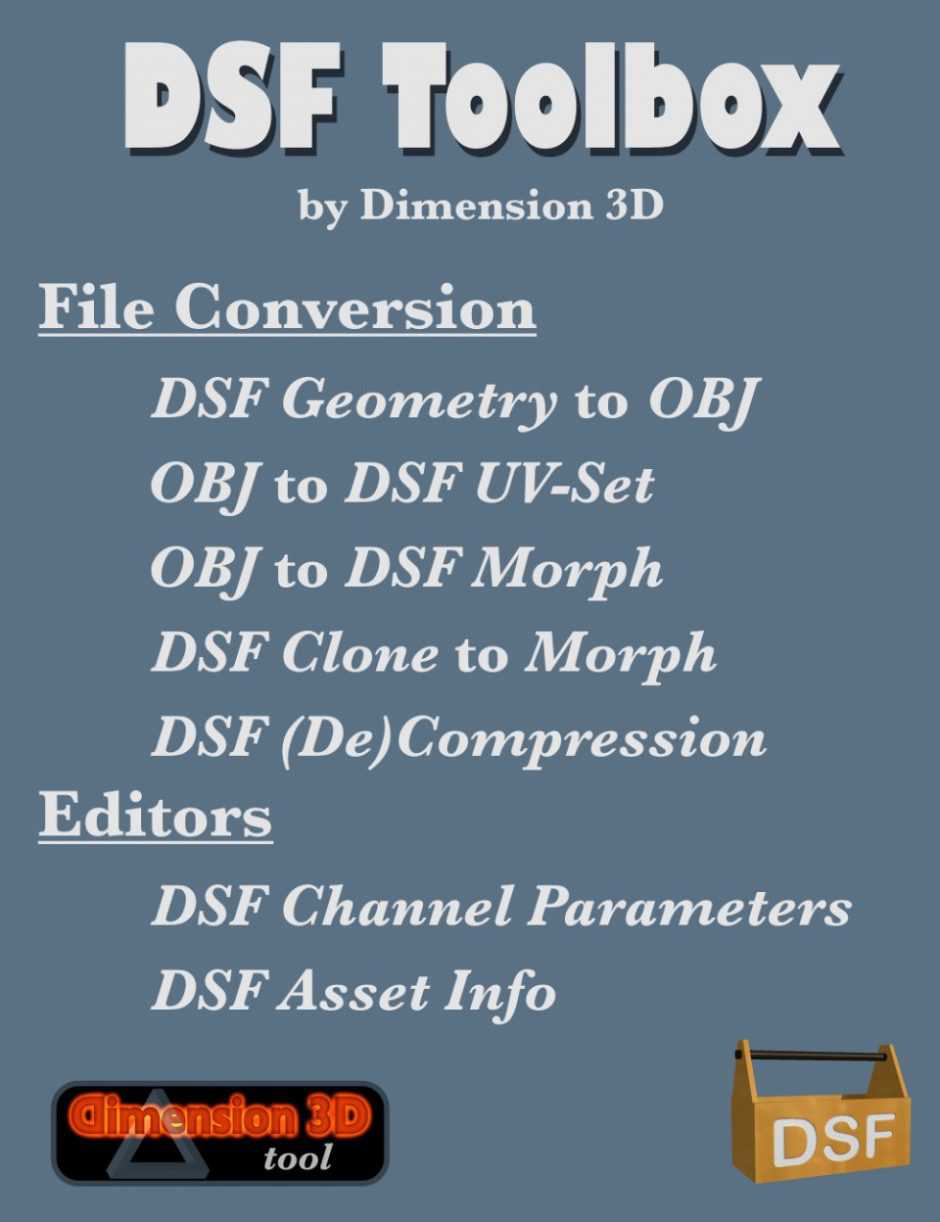 DSF Toolbox
by Dimension 3D
File Conversion
DSF Geometry to OBJ
OBJ to DSF UV-Set
OBJ to DSF Morph
DSF Clone to Morph
DSF (De)Compression
Editors
DSF Channel Parameters
DSF Asset Info
Dimension 3D
tool
DSF